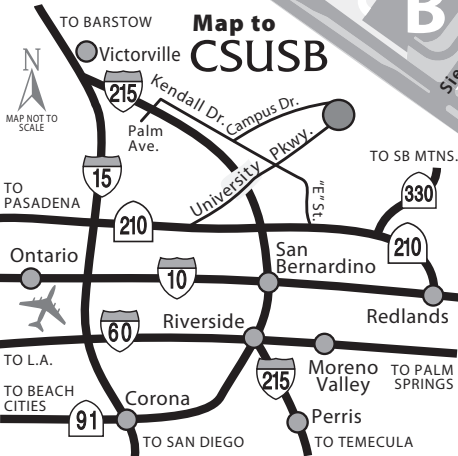 TO BARSTOW
Map to
CSUSB
B
Victorville
215
Kendall Dr.
Campus Dr.
N
MAP NOT TO
SCALE
Palm
Ave.
University Pkwy.
"E" St.
15
TO SB MTNS.
330
TO
PASADENA
210
210
Ontario
San
Bernardino
10
Redlands
Riverside
60
TO L.A.
Moreno
Valley
TO PALM
SPRINGS
215
TO BEACH
CITIES
Corona
91
Perris
TO SAN DIEGO
TO TEMECULA
Sie